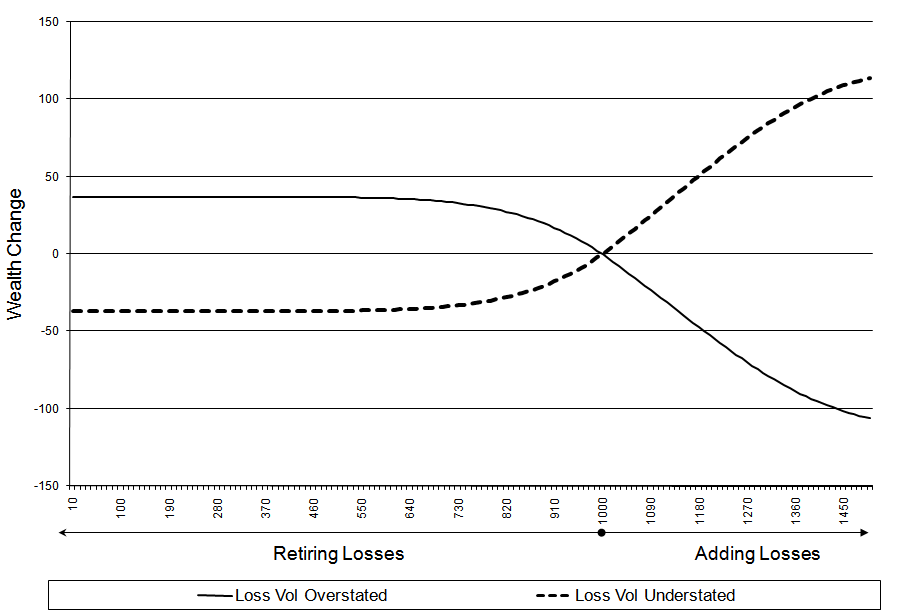 150
100
50
0
-50
-100
-150
Wealth Change
10 100 190 280 370 460 550 640 730 820 910 1000 1090 1180 1270 1360 1450
Retiring Losses Adding Losses
Loss Vol Overstated Loss Vol Understated